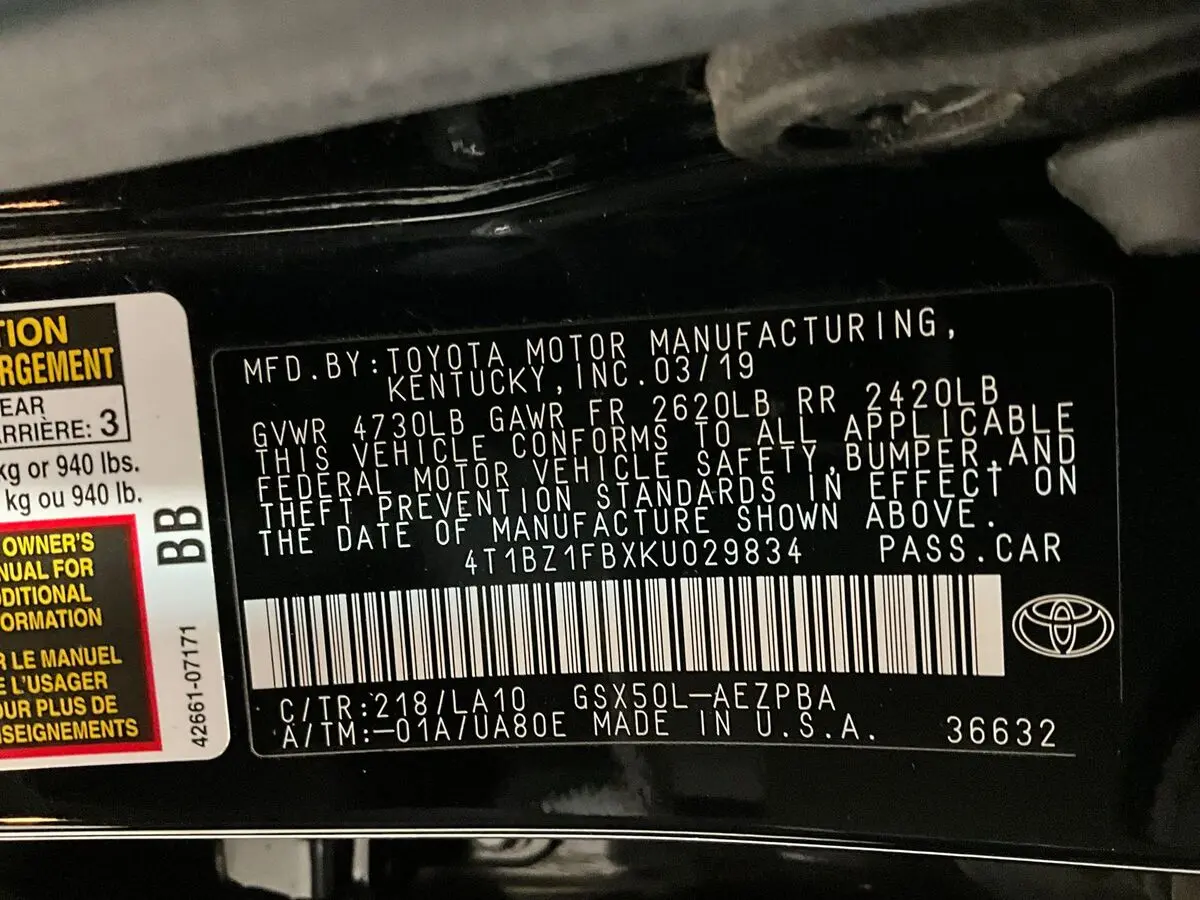 TION
RGEMENT
EAR
RRIÈRE: 3
kg or 940 lbs.
kg ou 940 lb.
BB
OWNER'S
NUAL FOR
DDITIONAL
ORMATION
R LE MANUEL
E L'USAGER
OUR PLUS DE
NSEIGNEMENTS
42661-07171
MFD.BY:TOYOTA MOTOR MANUFACTURING,
KENTUCKY,INC.03/19
GVWR 4730LB GAWR FR 2620LB RR 2420LB
THIS VEHICLE CONFORMS TO ALL APPLICABLE
FEDERAL MOTOR VEHICLE SAFETY,BUMPER,AND
THEFT PREVENTION STANDARDS IN EFFECT ON
THE DATE OF MANUFACTURE SHOWN ABOVE.
4T1BZ1FBXKU029834 PASS.CAR
C/TR:218/LA10 GSX50L-AEZPBA
A/TM:-01A/UA80E MADE IN U.S.A. 36632